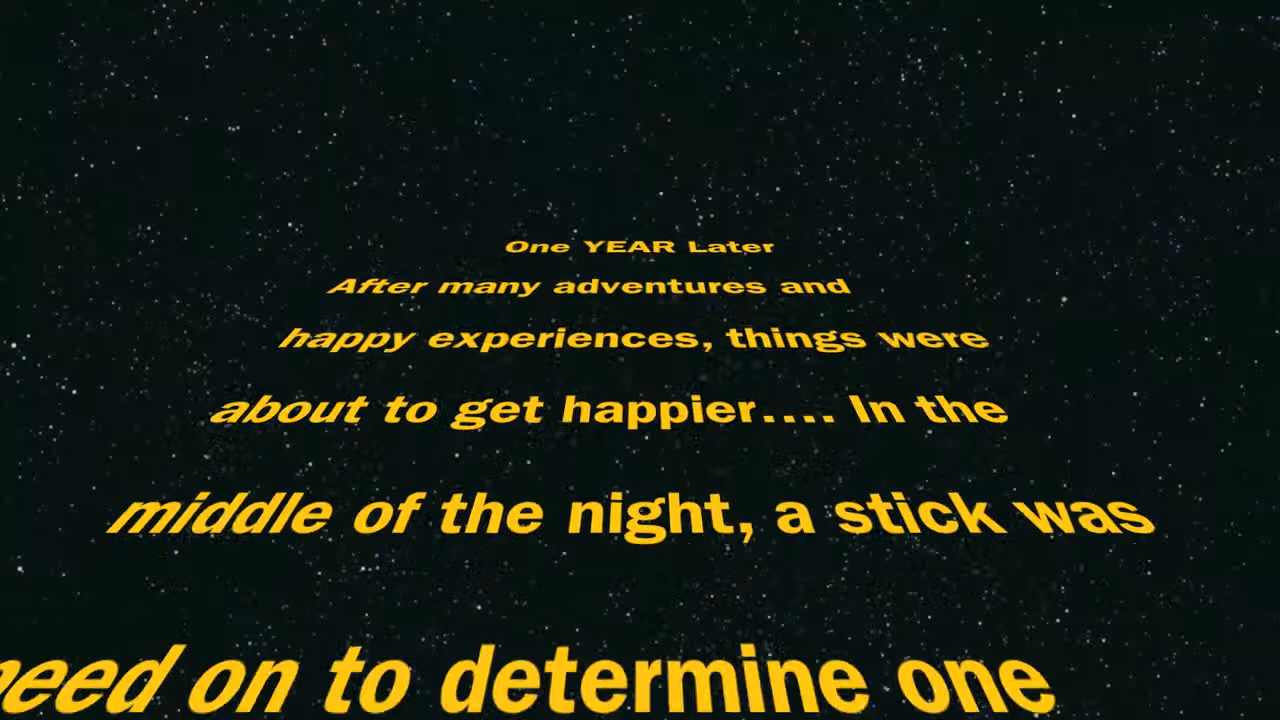 One YEAR Later
After many adventures and
happy experiences, things were
about to get happier.... In the
middle of the night, a stick was
on to determine one